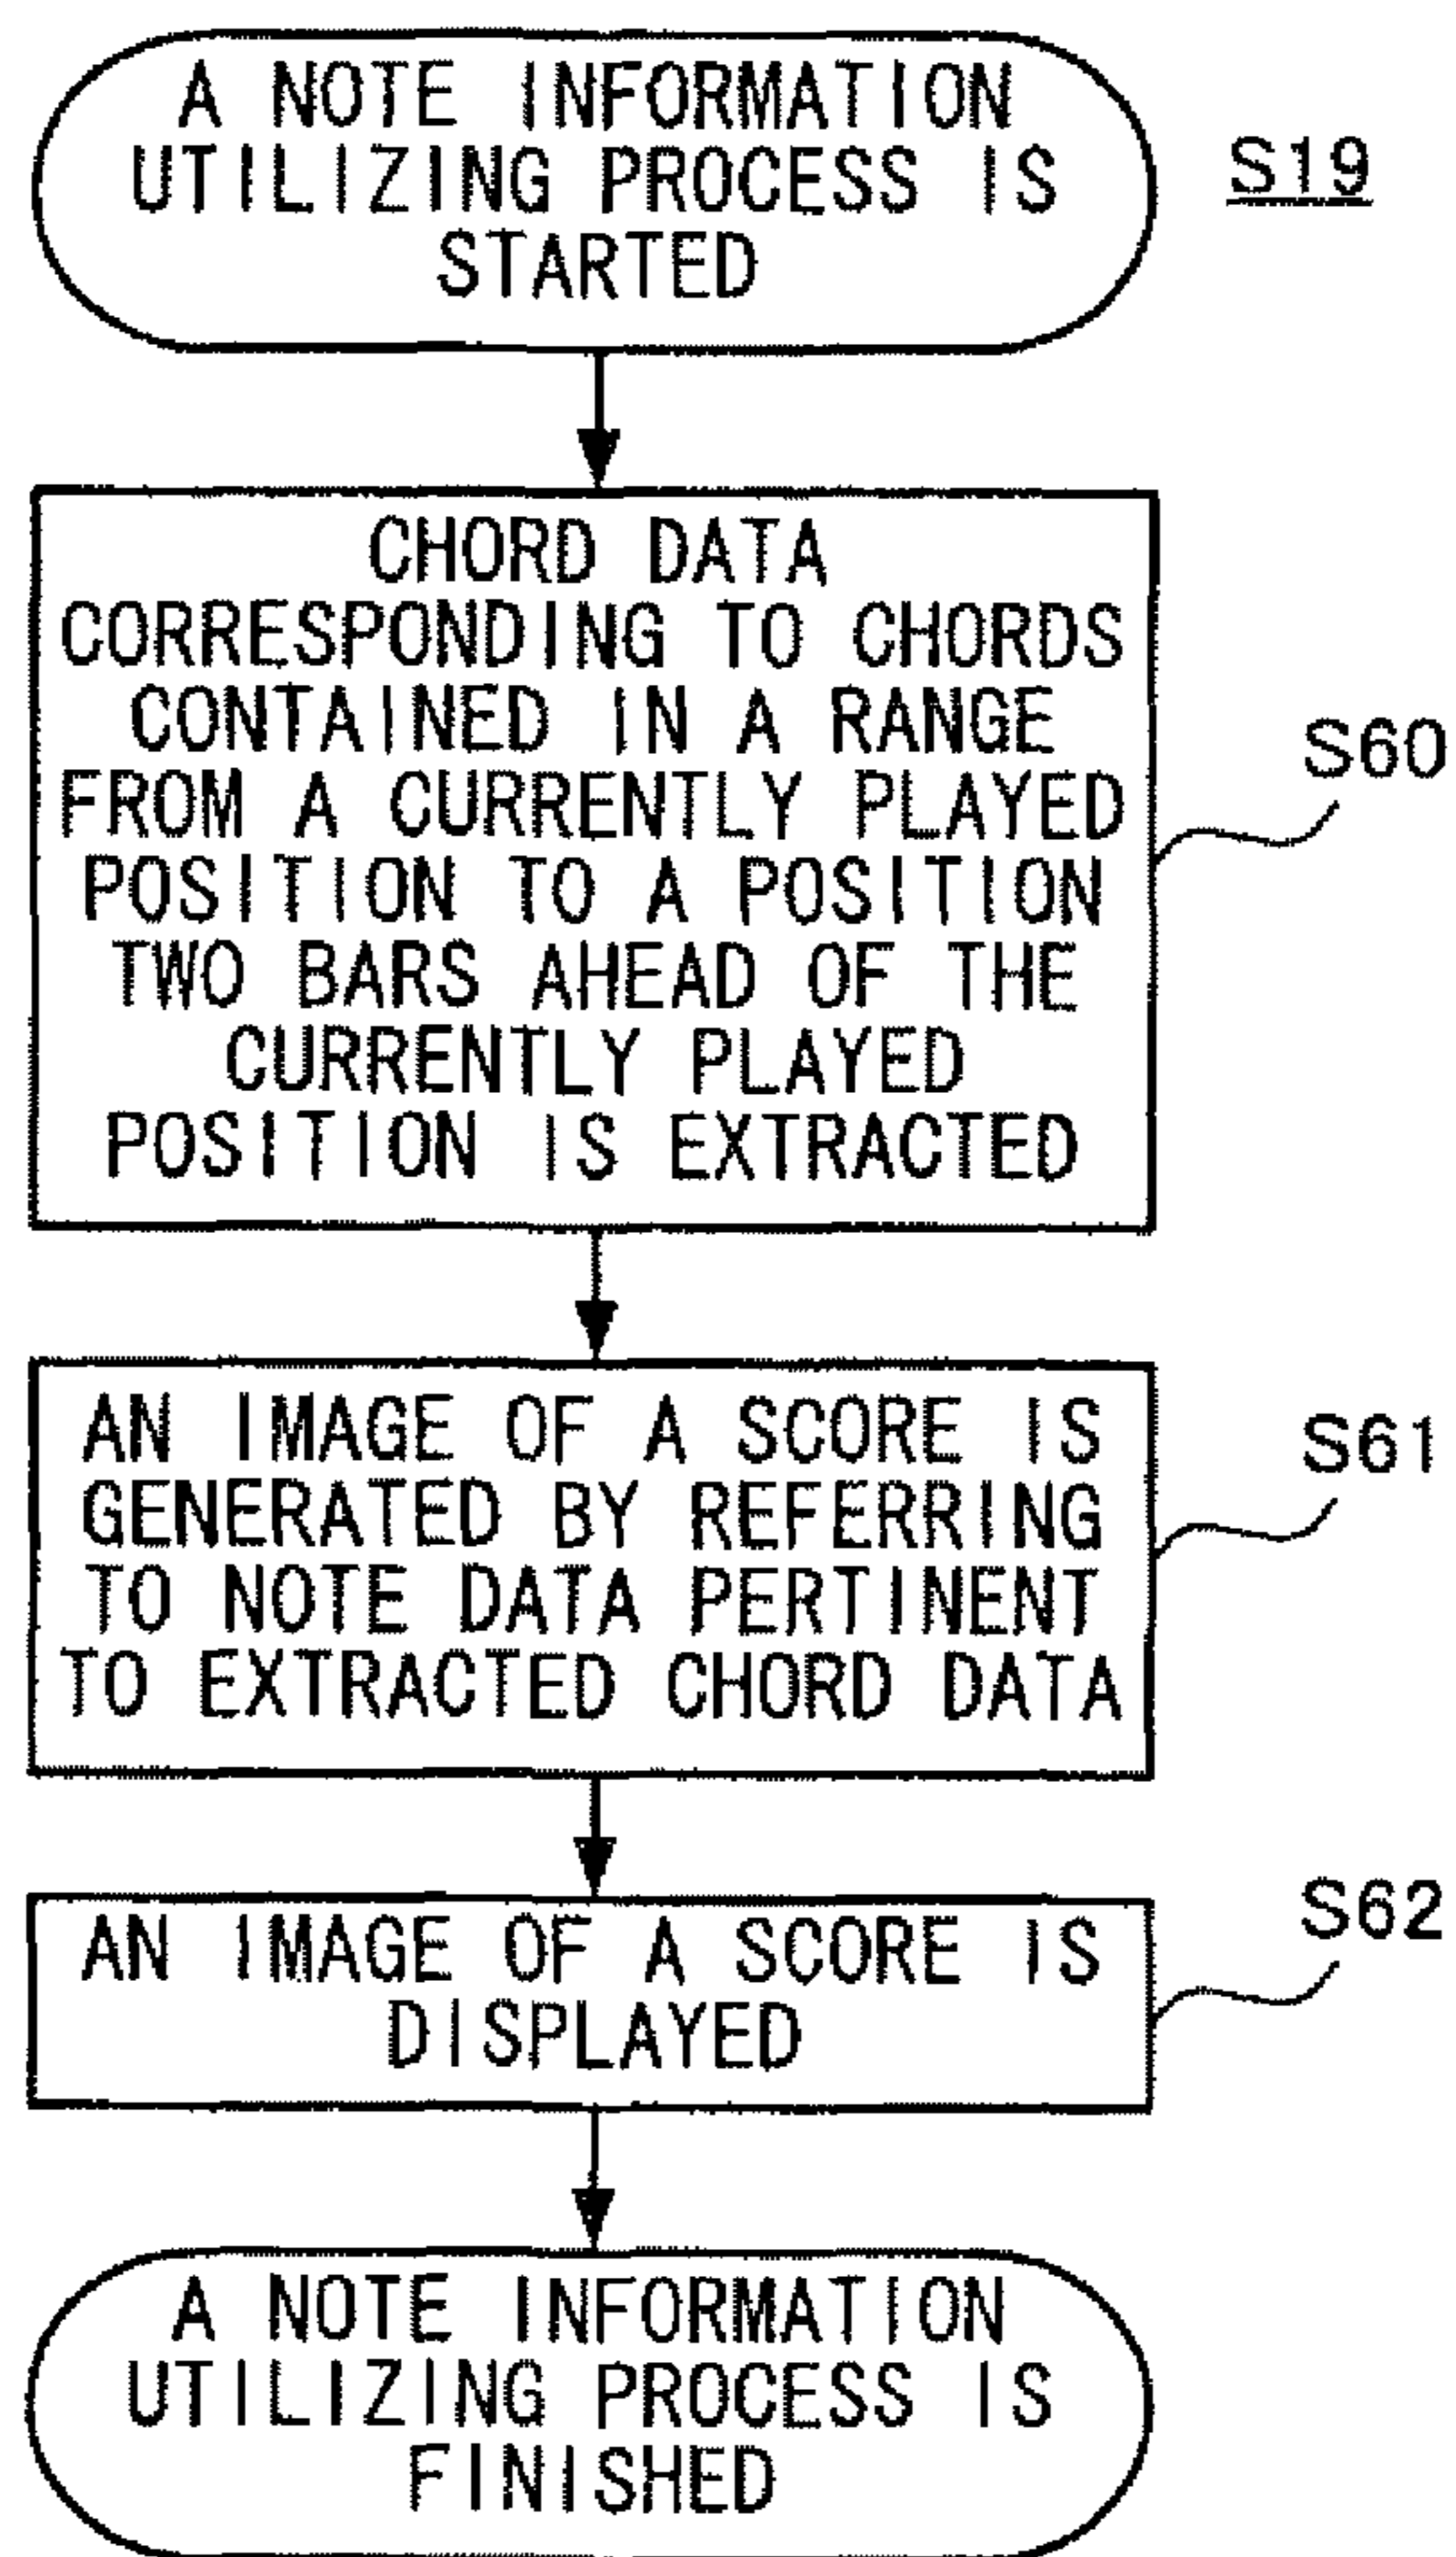 A NOTE INFORMATION
UTILIZING PROCESS IS
STARTED
S19
CHORD DATA
CORRESPONDING TO CHORDS
CONTAINED IN A RANGE
FROM A CURRENTLY PLAYED
POSITION TO A POSITION
TWO BARS AHEAD OF THE
CURRENTLY PLAYED
POSITION IS EXTRACTED
S60
AN IMAGE OF A SCORE IS
GENERATED BY REFERRING
TO NOTE DATA PERTINENT
TO EXTRACTED CHORD DATA
S61
AN IMAGE OF A SCORE IS
DISPLAYED
S62
A NOTE INFORMATION
UTILIZING PROCESS IS
FINISHED